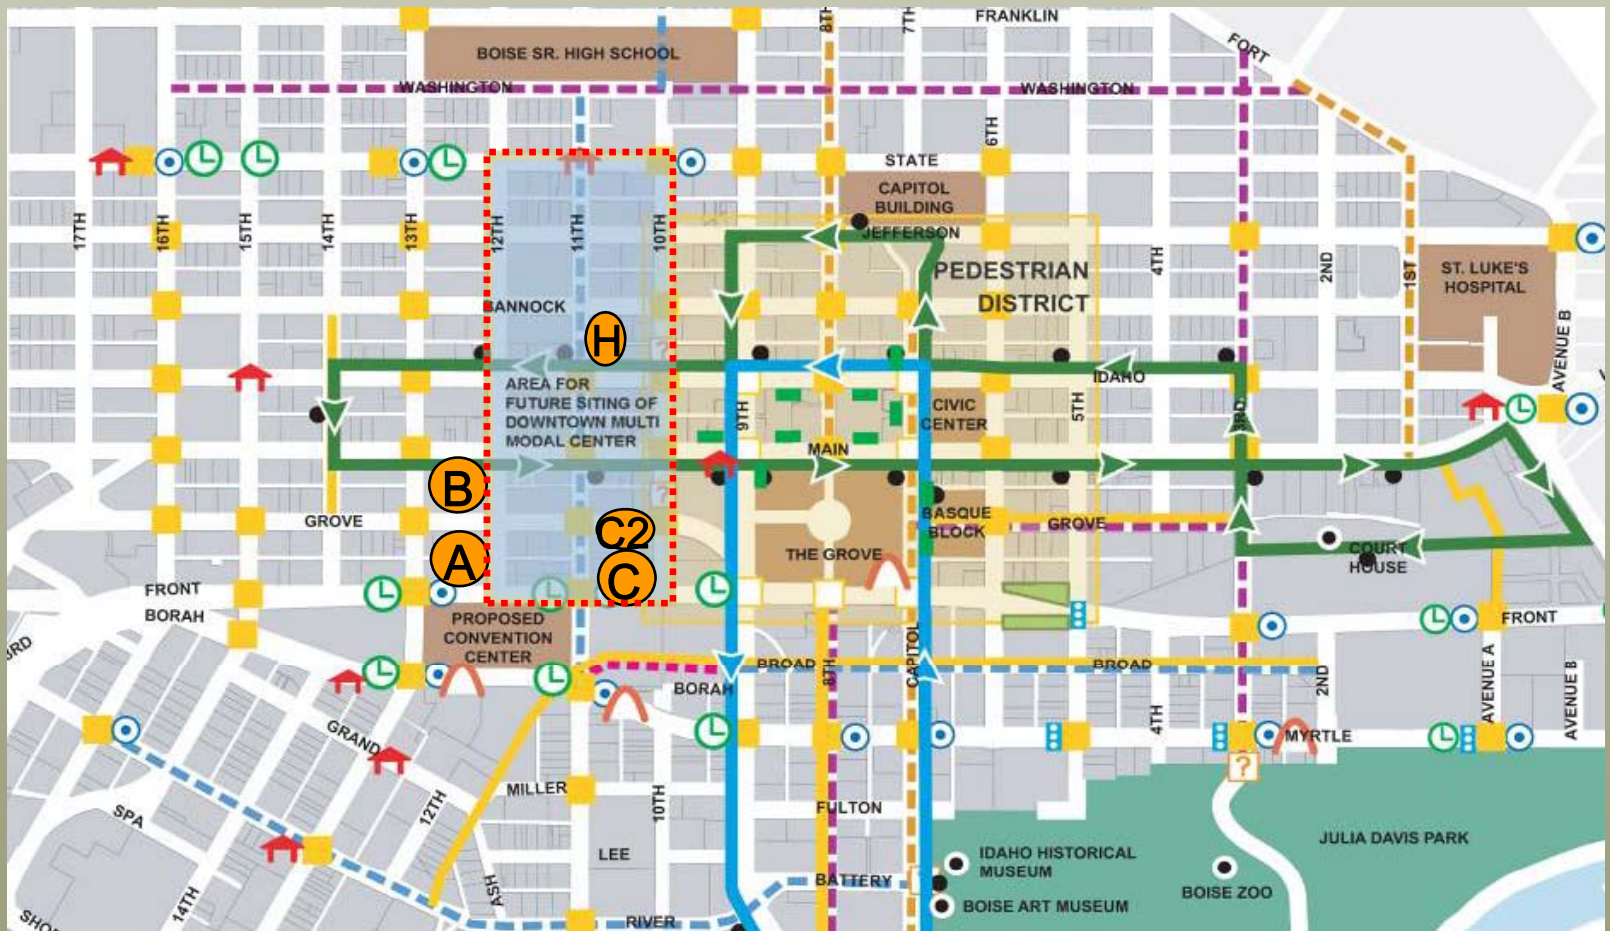 8TH
7TH
FRANKLIN
FORT
BOISE SR. HIGH SCHOOL
WASHINGTON
WASHINGTON
6TH
STATE
CAPITOL
BUILDING
17TH
16TH
15TH
14TH
13TH
12TH
11TH
10TH
JEFFERSON
4TH
2ND
1ST
PEDESTRIAN
DISTRICT
ST. LUKE'S
HOSPITAL
BANNOCK
H
AVENUE B
IDAHO
AREA FOR
FUTURE SITING OF
DOWNTOWN MULTI
MODAL CENTER
?
9TH
CIVIC
CENTER
5TH
3RD
MAIN
B
?
GROVE
C2
BASQUE
BLOCK
GROVE
A
THE GROVE
COURT
HOUSE
C
FRONT
BORAH
3RD
PROPOSED
CONVENTION
CENTER
FRONT
BROAD
8TH
CAPITOL
BROAD
2ND
BORAH
AVENUE A
AVENUE B
4TH
GRAND
MYRTLE
?
MILLER
SPA
12TH
10TH
FULTON
JULIA DAVIS PARK
LEE
IDAHO HISTORICAL
MUSEUM
BATTERY
ASH
14TH
BOISE ZOO
BOISE ART MUSEUM
RIVER